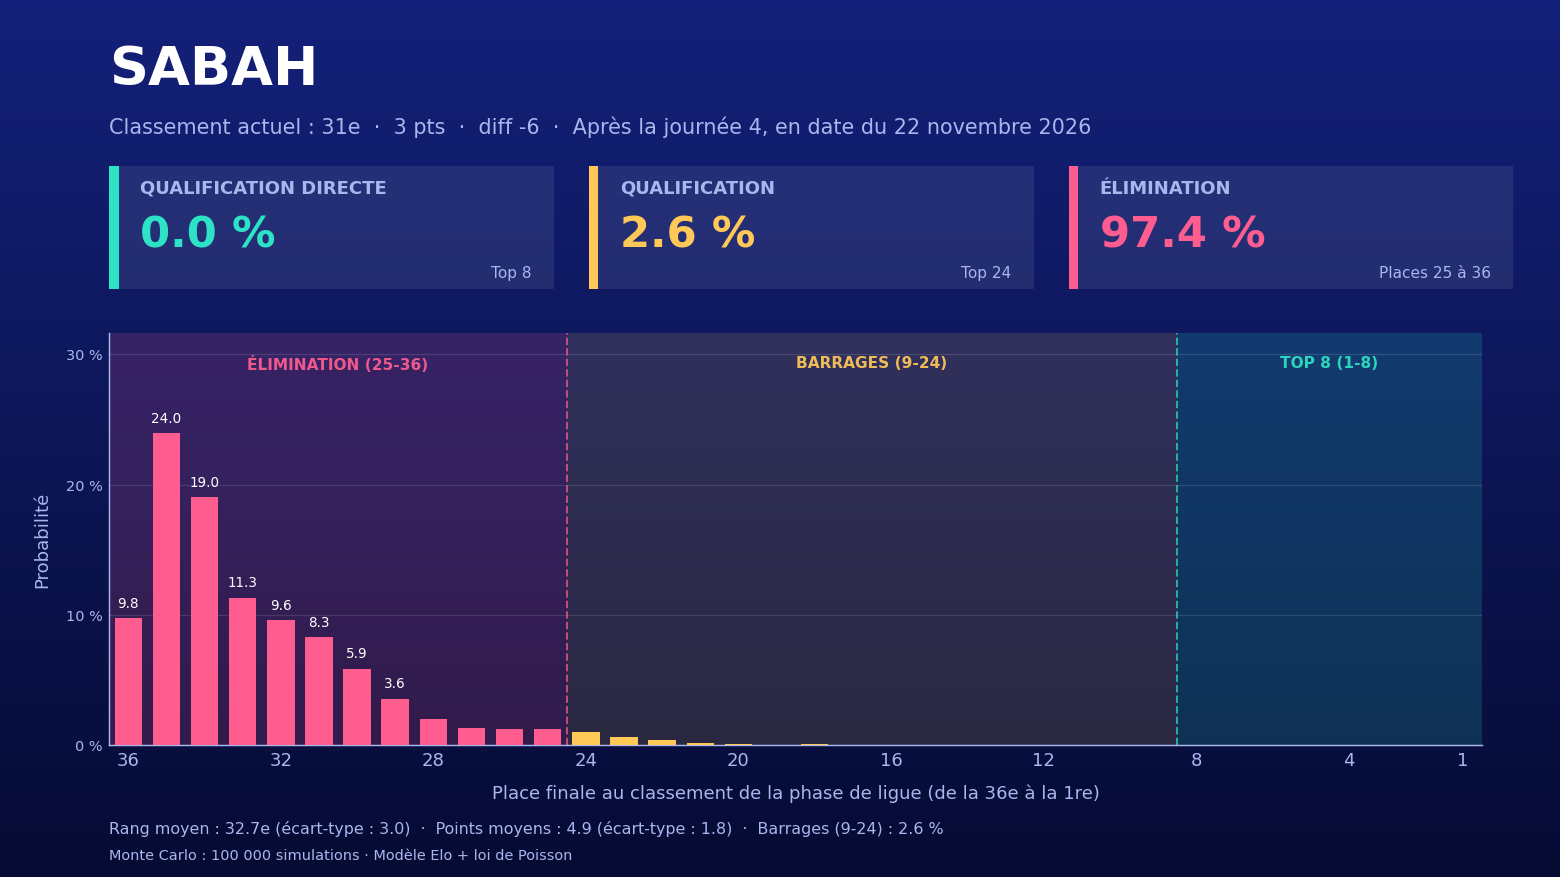 SABAH
Classement actuel : 31e · 3 pts · diff -6 · Après la journée 4, en date du 22 novembre 2026
QUALIFICATION DIRECTE
0.0 %
Top 8
QUALIFICATION
2.6 %
Top 24
ÉLIMINATION
97.4 %
Places 25 à 36
ÉLIMINATION (25-36)
BARRAGES (9-24)
TOP 8 (1-8)
Probabilité
30 %
20 %
10 %
0 %
9.8
24.0
19.0
11.3
9.6
8.3
5.9
3.6
36 32 28 24 20 16 12 8 4 1
Place finale au classement de la phase de ligue (de la 36e à la 1re)
Rang moyen : 32.7e (écart-type : 3.0) · Points moyens : 4.9 (écart-type : 1.8) · Barrages (9-24) : 2.6 %
Monte Carlo : 100 000 simulations · Modèle Elo + loi de Poisson